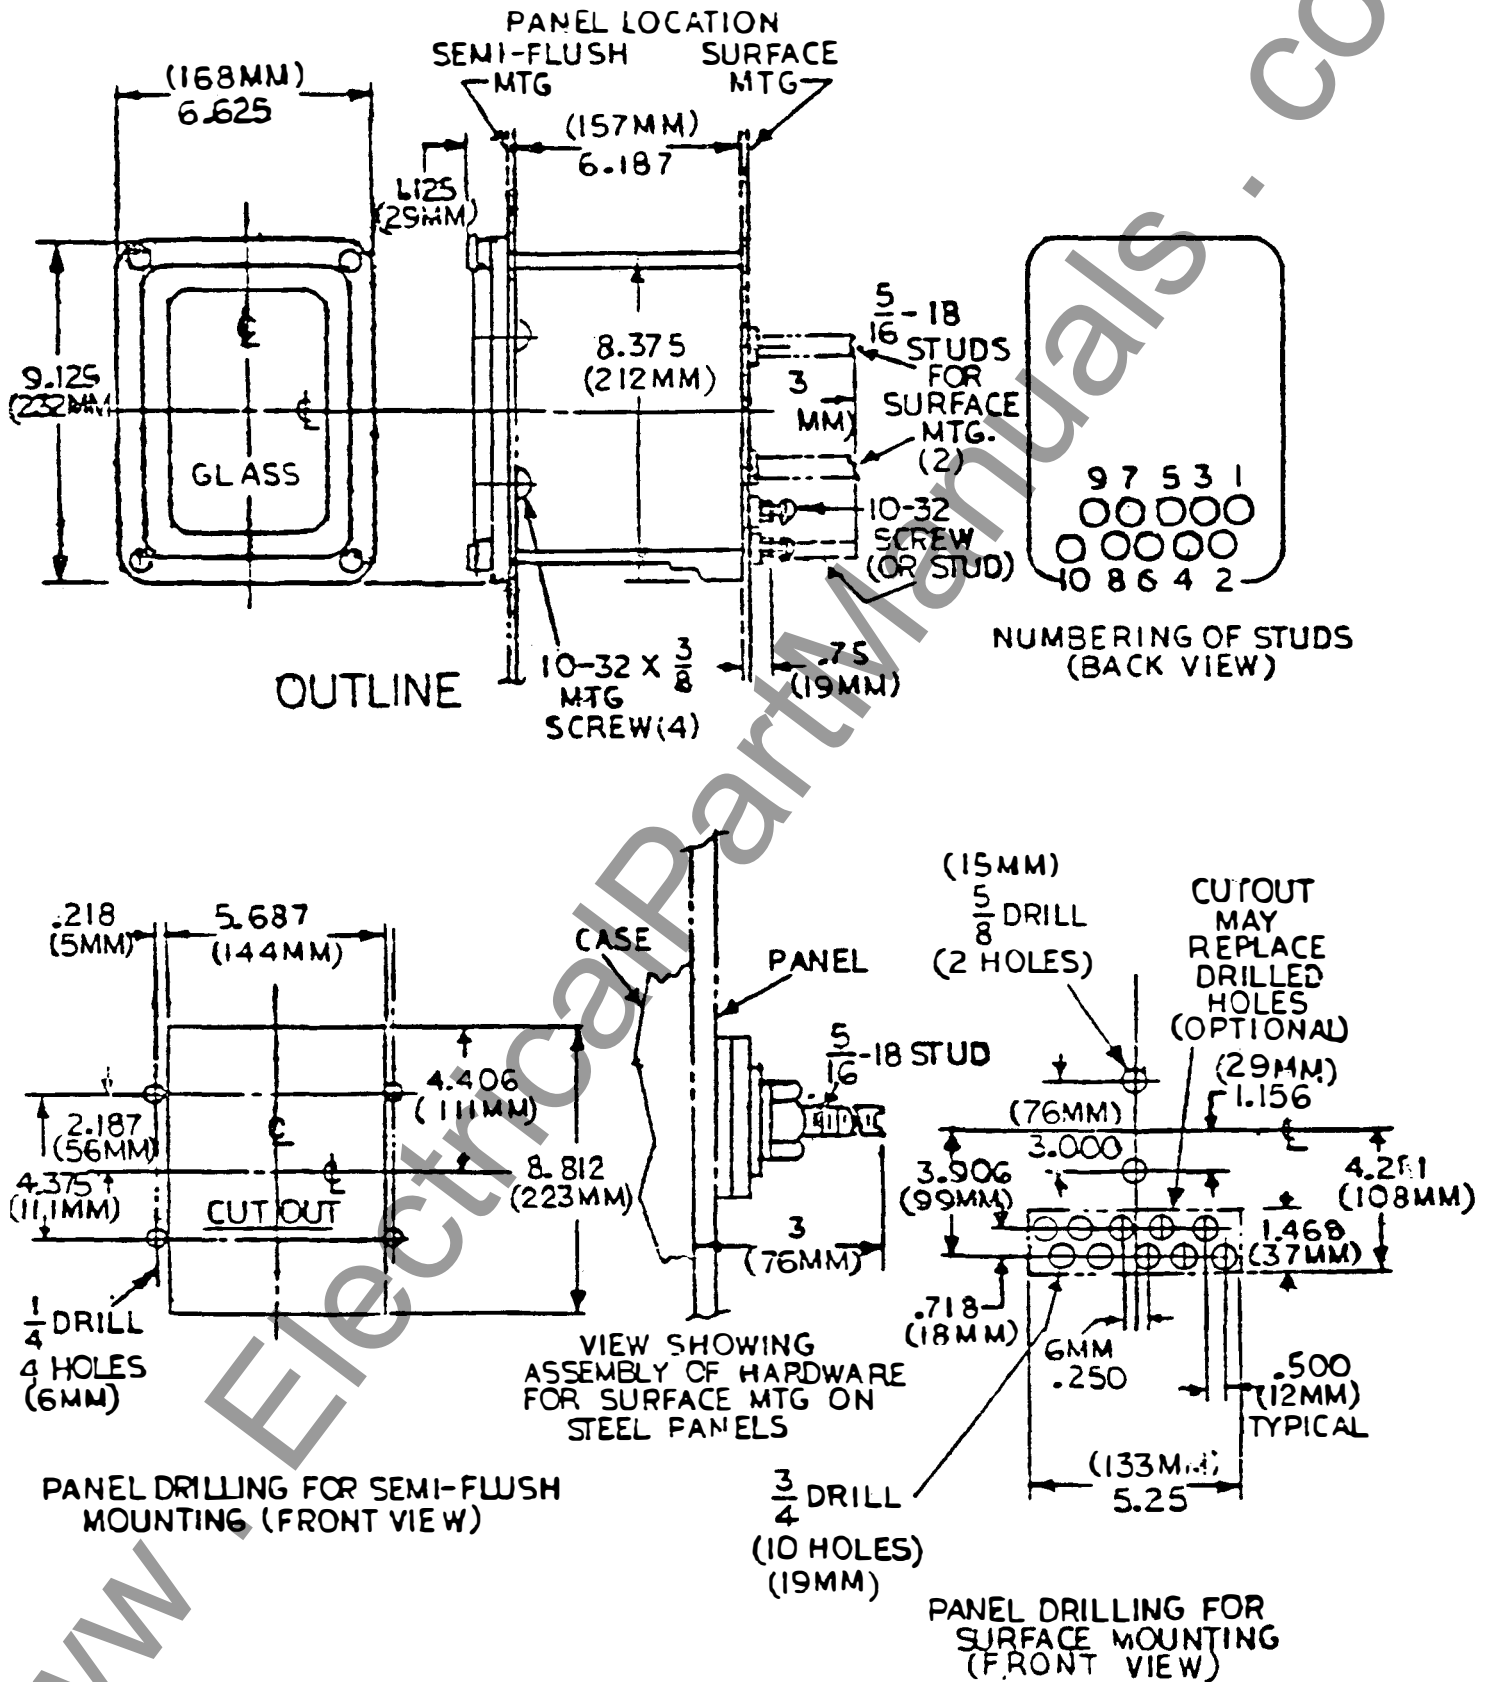 PANEL LOCATION
SEMI-FLUSH MTG
SURFACE MTG
(168MM)
6.625
(157MM)
6.187
1.125
(29MM)
9.125
(232MM
GLASS
8.375
(212MM)
3
MM)
5/16-18
STUDS
FOR
SURFACE
MTG.
(2)
10-32
SCREW
(OR STUD)
.75
(19MM)
10-32 X 3/8
MTG
SCREW(4)
OUTLINE
9 7 5 3 1
10 8 6 4 2
NUMBERING OF STUDS
(BACK VIEW)
.218
(5MM)
5.687
(144MM)
4.406
(111MM)
2.187
(56MM)
4.375
(111MM)
8.812
(223MM)
CUT OUT
1/4 DRILL
4 HOLES
(6MM)
PANEL DRILLING FOR SEMI-FLUSH
MOUNTING (FRONT VIEW)
CASE
PANEL
5/16-18 STUD
3
(76MM)
VIEW SHOWING
ASSEMBLY OF HARDWARE
FOR SURFACE MTG ON
STEEL PANELS
(15MM)
5/8 DRILL
(2 HOLES)
CUTOUT
MAY
REPLACE
DRILLED
HOLES
(OPTIONAL)
(29MM)
1.156
(76MM)
3.000
3.906
(99MM)
(108MM)
1.468
(37MM)
.718
(18MM)
6MM
.250
.500
(12MM)
TYPICAL
(133MM)
5.25
3/4 DRILL
(10 HOLES)
(19MM)
PANEL DRILLING FOR
SURFACE MOUNTING
(FRONT VIEW)
www.ElectricalPartManuals.co